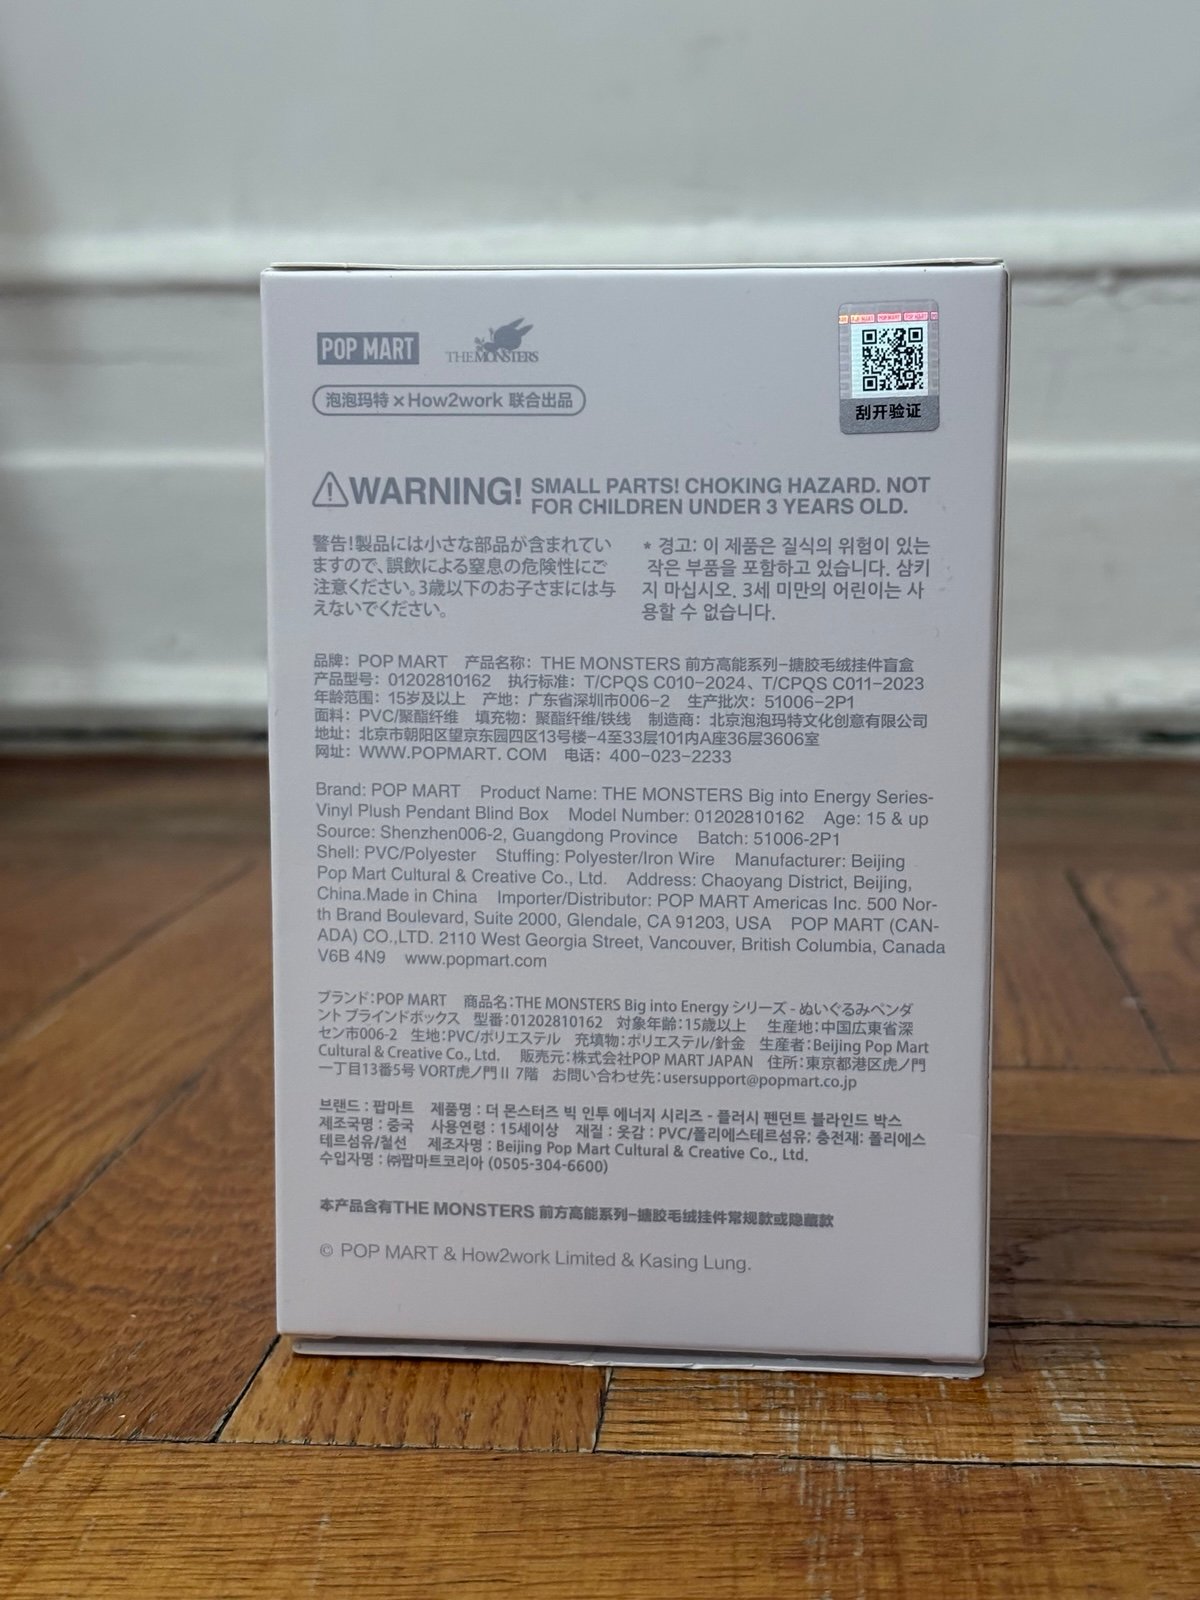 POP MART
THE MONSTERS
泡泡玛特×How2work 联合出品
POP MART POP MART POP MART
刮开验证
WARNING! SMALL PARTS! CHOKING HAZARD. NOT
FOR CHILDREN UNDER 3 YEARS OLD.
警告!製品には小さな部品が含まれてい
ますので、誤飲による窒息の危険性にご
注意ください。3歳以下のお子さまには与
えないでください。
* 경고: 이 제품은 질식의 위험이 있는
작은 부품을 포함하고 있습니다. 삼키
지 마십시오. 3세 미만의 어린이는 사
용할 수 없습니다.
品牌：POP MART 产品名称：THE MONSTERS 前方高能系列-搪胶毛绒挂件盲盒
产品型号：01202810162 执行标准：T/CPQS C010-2024、T/CPQS C011-2023
年龄范围：15岁及以上 产地：广东省深圳市006-2 生产批次：51006-2P1
面料：PVC/聚酯纤维 填充物：聚酯纤维/铁线 制造商：北京泡泡玛特文化创意有限公司
地址：北京市朝阳区望京东园四区13号楼-4至33层101内A座36层3606室
网址：WWW.POPMART. COM 电话：400-023-2233
Brand: POP MART Product Name: THE MONSTERS Big into Energy Series-
Vinyl Plush Pendant Blind Box Model Number: 01202810162 Age: 15 & up
Source: Shenzhen006-2, Guangdong Province Batch: 51006-2P1
Shell: PVC/Polyester Stuffing: Polyester/Iron Wire Manufacturer: Beijing
Pop Mart Cultural & Creative Co., Ltd. Address: Chaoyang District, Beijing,
China.Made in China Importer/Distributor: POP MART Americas Inc. 500 Nor-
th Brand Boulevard, Suite 2000, Glendale, CA 91203, USA POP MART (CAN-
ADA) CO.,LTD. 2110 West Georgia Street, Vancouver, British Columbia, Canada
V6B 4N9 www.popmart.com
ブランド:POP MART 商品名:THE MONSTERS Big into Energy シリーズ - ぬいぐるみペンダ
ント ブラインドボックス 型番:01202810162 対象年齢:15歳以上 生産地:中国広東省深
セン市006-2 生地:PVC/ポリエステル 充填物:ポリエステル/針金 生産者:Beijing Pop Mart
Cultural & Creative Co., Ltd. 販売元:株式会社POP MART JAPAN 住所:東京都港区虎ノ門
一丁目13番5号 VORT虎ノ門Ⅱ 7階 お問い合わせ先:usersupport@popmart.co.jp
브랜드 : 팝마트 제품명 : 더 몬스터즈 빅 인투 에너지 시리즈 - 플러시 펜던트 블라인드 박스
제조국명 : 중국 사용연령 : 15세이상 재질 : 옷감 : PVC/폴리에스테르섬유; 충전재: 폴리에스
테르섬유/철선 제조자명 : Beijing Pop Mart Cultural & Creative Co., Ltd.
수입자명 : ㈜팝마트코리아 (0505-304-6600)
本产品含有THE MONSTERS 前方高能系列-搪胶毛绒挂件常规款或隐藏款
© POP MART & How2work Limited & Kasing Lung.